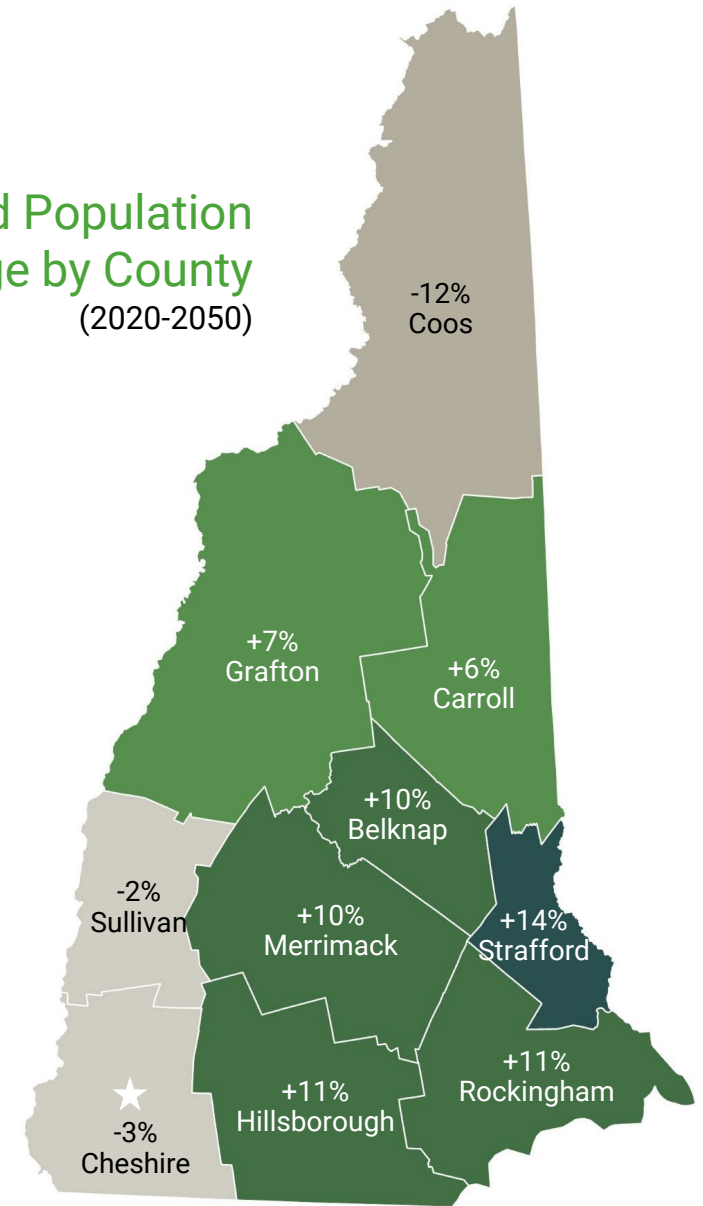 d Population
ge by County
(2020-2050)
-12%
Coos
+7%
Grafton
+6%
Carroll
+10%
Belknap
-2%
Sullivan
+10%
Merrimack
+14%
Strafford
+11%
Rockingham
+11%
Hillsborough
-3%
Cheshire